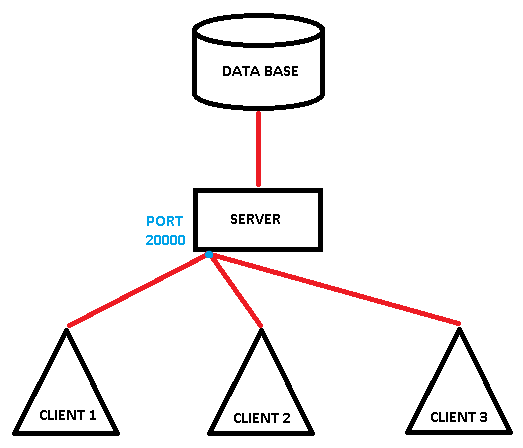 DATA BASE
SERVER
PORT
20000
CLIENT 1
CLIENT 2
CLIENT 3